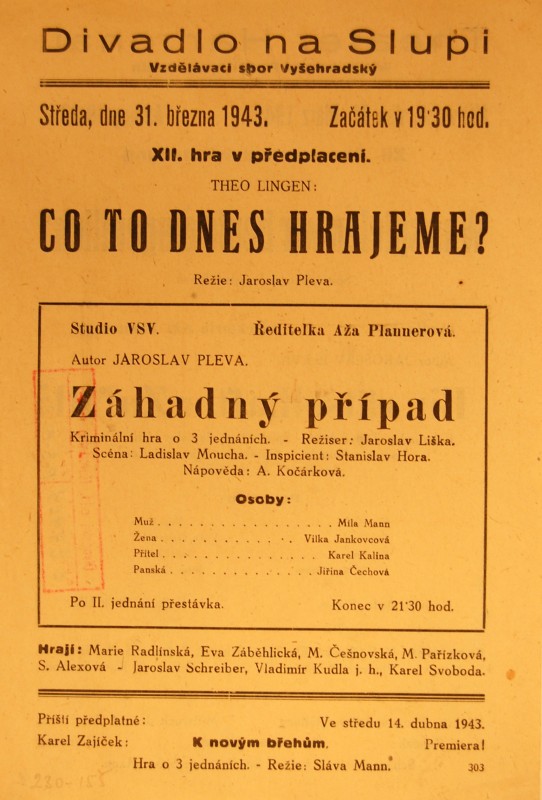 Divadlo na Slupi
Vzdělávací sbor Vyšehradský
Středa, dne 31. března 1943. Začátek v 19·30 hod.
XII. hra v předplacení.
THEO LINGEN:
CO TO DNES HRAJEME?
Režie: Jaroslav Pleva.
Studio VSV. Ředitelka Aža Plannerová.
Autor JAROSLAV PLEVA.
Záhadný případ
Kriminální hra o 3 jednáních. - Režiser: Jaroslav Liška.
Scéna: Ladislav Moucha. - Inspicient: Stanislav Hora.
Nápověda: A. Kočárková.
Osoby:
Muž . . . . . . . . . . . . . . . . . Míla Mann
Žena . . . . . . . . . . . . . Vilka Jankovcová
Přítel . . . . . . . . . . . . . . . Karel Kalina
Panská . . . . . . . . . . . . . . Jiřina Čechová
Po II. jednání přestávka. Konec v 21·30 hod.
Hrají: Marie Radlínská, Eva Záběhlická, M. Češnovská, M. Pařízková,
S. Alexová - Jaroslav Schreiber, Vladimír Kudla j. h., Karel Svoboda.
Příští předplatné: Ve středu 14. dubna 1943.
Karel Zajíček: K novým břehům. Premiera!
Hra o 3 jednáních. - Režie: Sláva Mann. 303
230-155